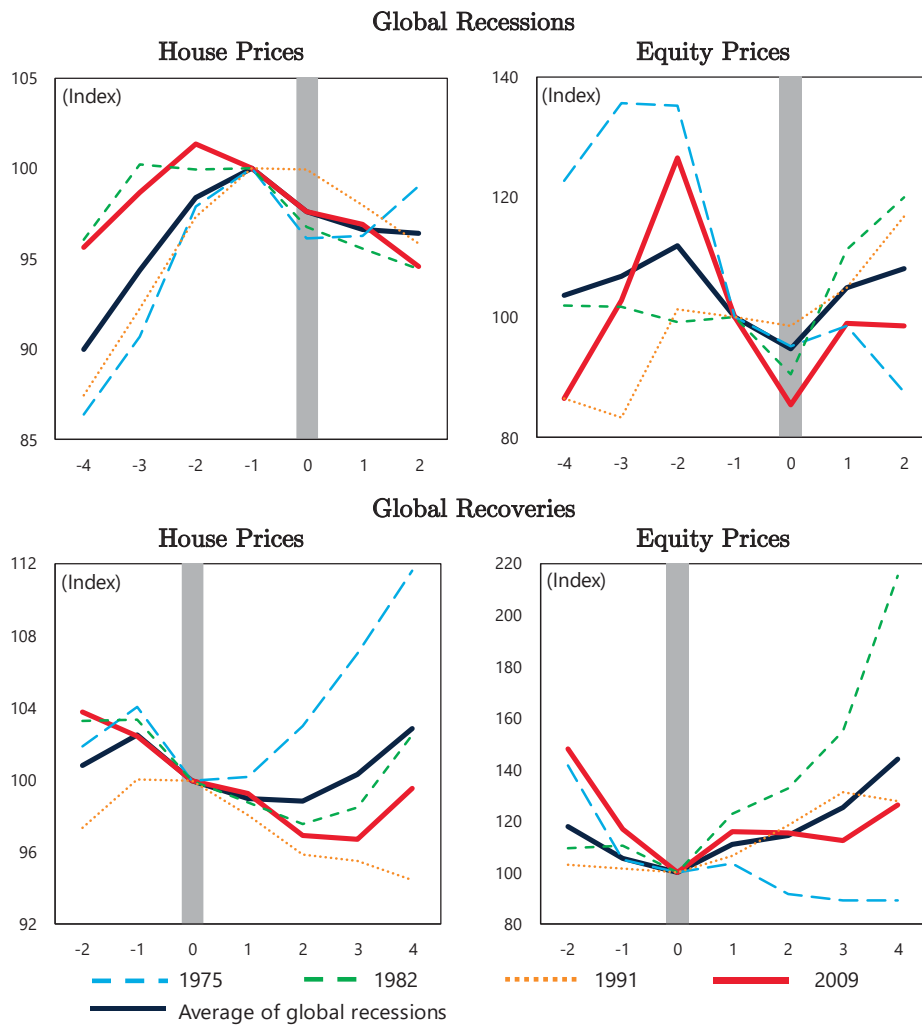 Global Recessions
House Prices
(Index)
105
100
95
90
85
-4 -3 -2 -1 0 1 2
Equity Prices
(Index)
140
120
100
80
-4 -3 -2 -1 0 1 2
Global Recoveries
House Prices
(Index)
112
108
104
100
96
92
-2 -1 0 1 2 3 4
Equity Prices
(Index)
220
200
180
160
140
120
100
80
-2 -1 0 1 2 3 4
1975 1982 1991 2009
Average of global recessions